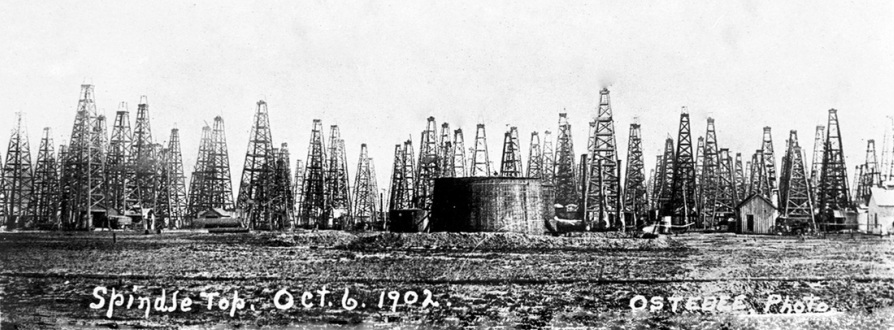 Spindle Top. Oct. 6. 1902.
OSTEBEE, Photo.